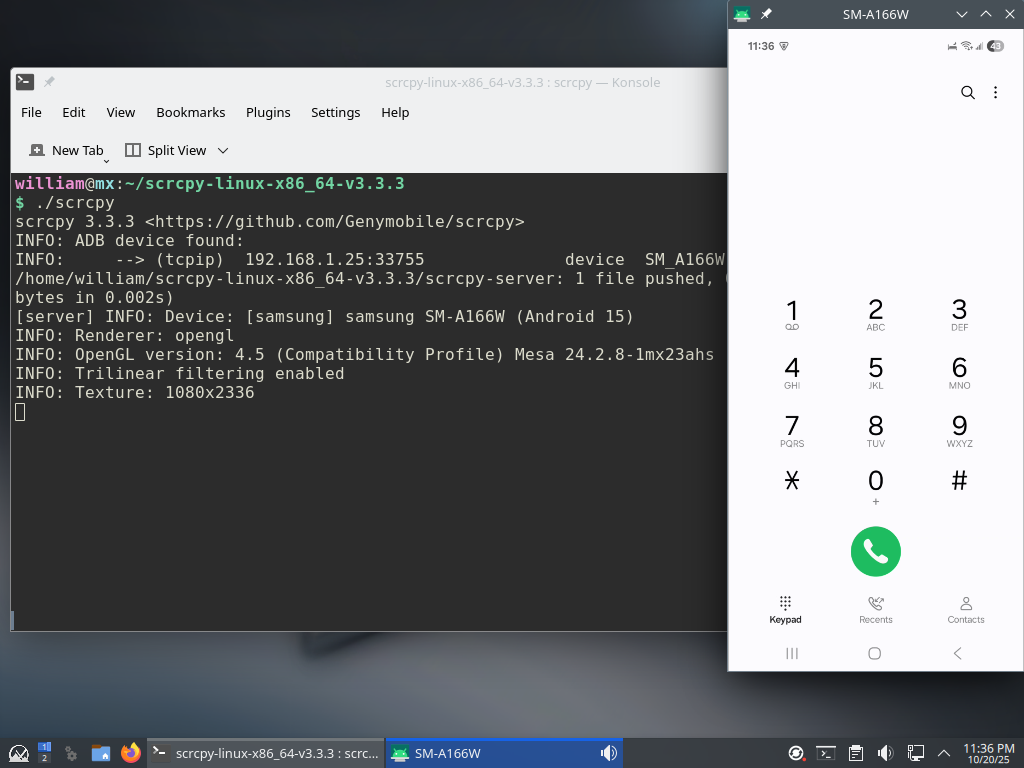 SM-A166W
11:36
43
scrcpy-linux-x86_64-v3.3.3 : scrcpy — Konsole
File Edit View Bookmarks Plugins Settings Help
New Tab Split View
william@mx:~/scrcpy-linux-x86_64-v3.3.3
$ ./scrcpy
scrcpy 3.3.3 <https://github.com/Genymobile/scrcpy>
INFO: ADB device found:
INFO:     --> (tcpip)  192.168.1.25:33755              device  SM_A166W
/home/william/scrcpy-linux-x86_64-v3.3.3/scrcpy-server: 1 file pushed,
bytes in 0.002s)
[server] INFO: Device: [samsung] samsung SM-A166W (Android 15)
INFO: Renderer: opengl
INFO: OpenGL version: 4.5 (Compatibility Profile) Mesa 24.2.8-1mx23ahs
INFO: Trilinear filtering enabled
INFO: Texture: 1080x2336
1 2 3
ABC DEF
4 5 6
GHI JKL MNO
7 8 9
PQRS TUV WXYZ
* 0 #
+
Keypad Recents Contacts
1
2
scrcpy-linux-x86_64-v3.3.3 : scrc...
SM-A166W
11:36 PM
10/20/25